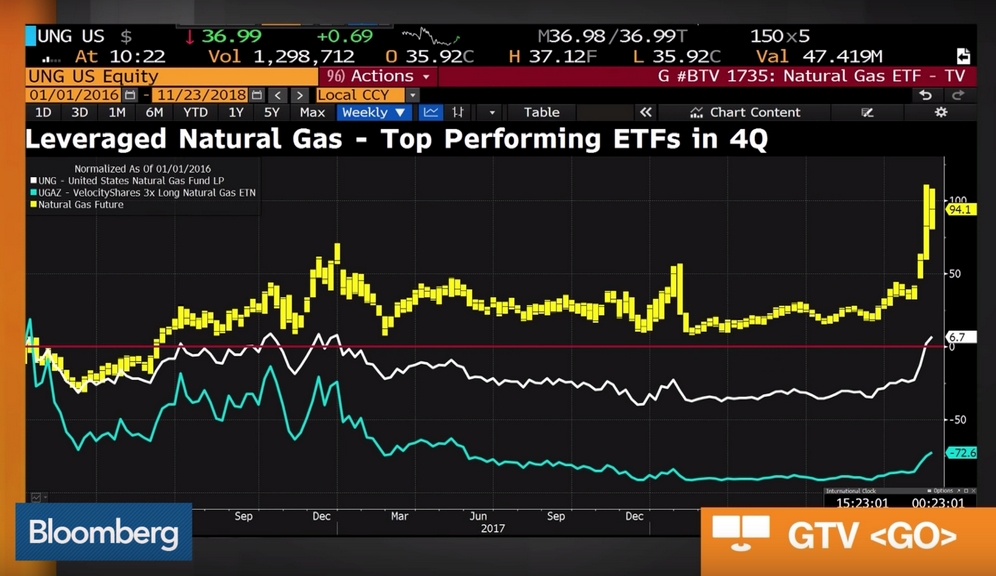 UNG US $ ↓ 36.99 +0.69 M36.98/36.99T 150×5
At 10:22 Vol 1,298,712 O 35.92C H 37.12F L 35.92C Val 47.419M
UNG US Equity 96) Actions G #BTV 1735: Natural Gas ETF - TV
01/01/2016 - 11/23/2018 < > Local CCY
1D 3D 1M 6M YTD 1Y 5Y Max Weekly ▼ Table « Chart Content
Leveraged Natural Gas - Top Performing ETFs in 4Q
Normalized As Of 01/01/2016
UNG - United States Natural Gas Fund LP
UGAZ - VelocityShares 3x Long Natural Gas ETN
Natural Gas Future
100
94.1
50
6.7
0
-50
-72.6
International Clock Options
15:23:01 00:23:01
Sep Dec Mar Jun Sep Dec
2017
Bloomberg
GTV <GO>